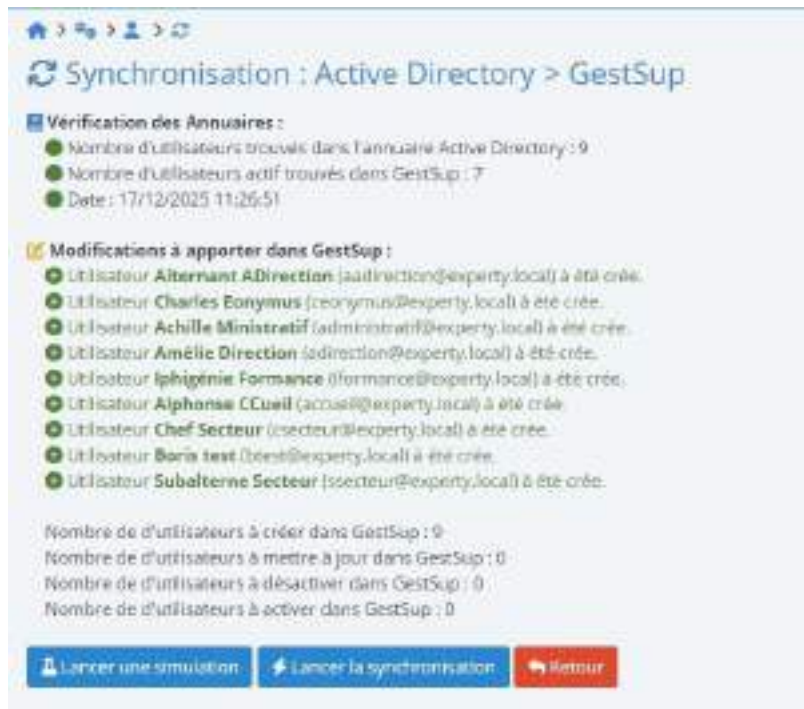 Synchronisation : Active Directory > GestSup
Vérification des Annuaires :
Nombre d'utilisateurs trouvés dans l'annuaire Active Directory : 9
Nombre d'utilisateurs actif trouvés dans GestSup : 7
Date : 17/12/2025 11:26:51
Modifications à apporter dans GestSup :
Utilisateur Alternant ADirection (aadirection@experty.local) à été crée.
Utilisateur Charles Eonymus (ceonymus@experty.local) à été crée.
Utilisateur Achille Ministratif (administratif@experty.local) à été crée.
Utilisateur Amélie Direction (adirection@experty.local) à été crée.
Utilisateur Iphigénie Formance (iformance@experty.local) à été crée.
Utilisateur Alphonse CCueil (accueil@experty.local) à été crée.
Utilisateur Chef Secteur (csecteur@experty.local) à été crée.
Utilisateur Boris test (btest@experty.local) à été crée.
Utilisateur Subalterne Secteur (ssecteur@experty.local) à été crée.
Nombre de d'utilisateurs à créer dans GestSup : 9
Nombre de d'utilisateurs à mettre à jour dans GestSup : 0
Nombre de d'utilisateurs à désactiver dans GestSup : 0
Nombre de d'utilisateurs à activer dans GestSup : 0
Lancer une simulation Lancer la synchronisation Retour